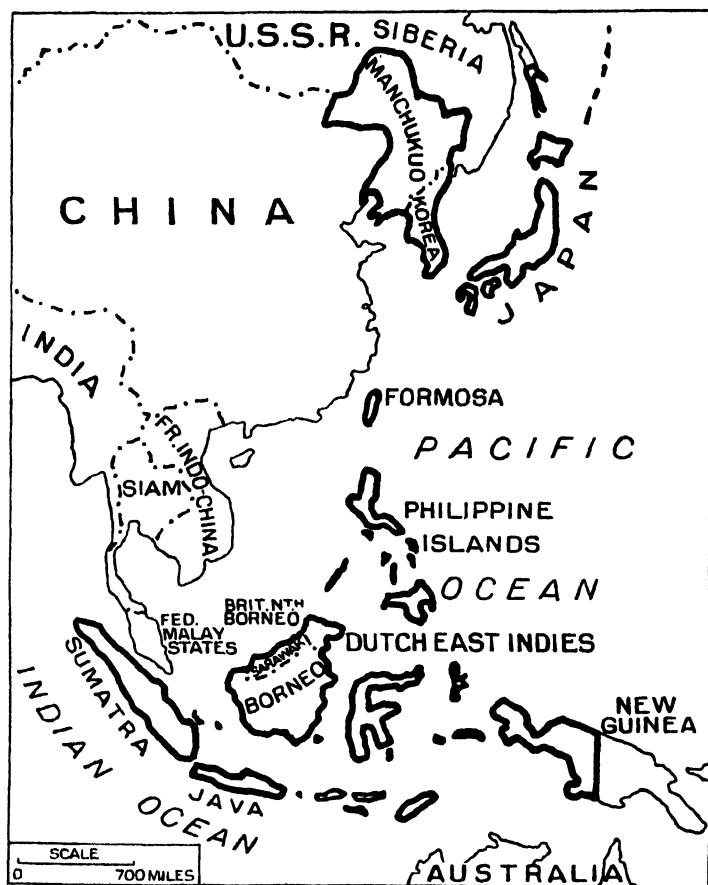 U.S.S.R. SIBERIA
MANCHUKUO
KOREA
CHINA
JAPAN
INDIA
FORMOSA
PACIFIC
FR. INDO-CHINA
SIAM
PHILIPPINE
ISLANDS
OCEAN
BRIT. NTH
BORNEO
FED.
MALAY
STATES
SARAWAK
DUTCH EAST INDIES
BORNEO
SUMATRA
NEW
GUINEA
INDIAN OCEAN
JAVA
SCALE
0 700 MILES
AUSTRALIA